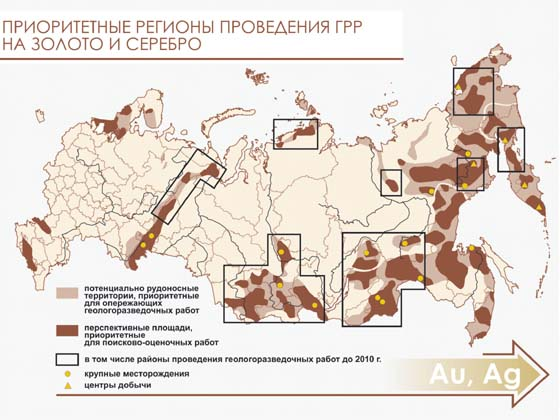 ПРИОРИТЕТНЫЕ РЕГИОНЫ ПРОВЕДЕНИЯ ГРР
НА ЗОЛОТО И СЕРЕБРО
потенциально рудоносные
территории, приоритетные
для опережающих
геологоразведочных работ
перспективные площади,
приоритетные
для поисково-оценочных работ
в том числе районы проведения геологоразведочных работ до 2010 г.
крупные месторождения
центры добычи
Au, Ag